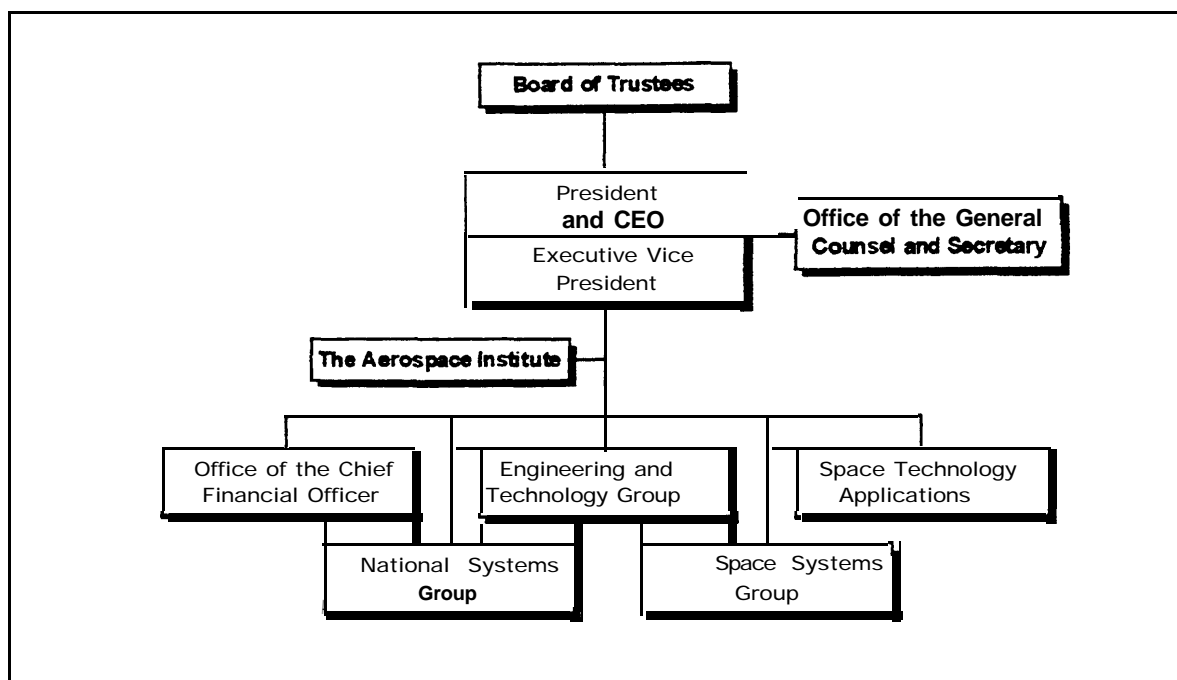 Board of Trustees
President
and CEO
Executive Vice
President
Office of the General
Counsel and Secretary
The Aerospace Institute
Office of the Chief
Financial Officer
Engineering and
Technology Group
Space Technology
Applications
National Systems
Group
Space Systems
Group